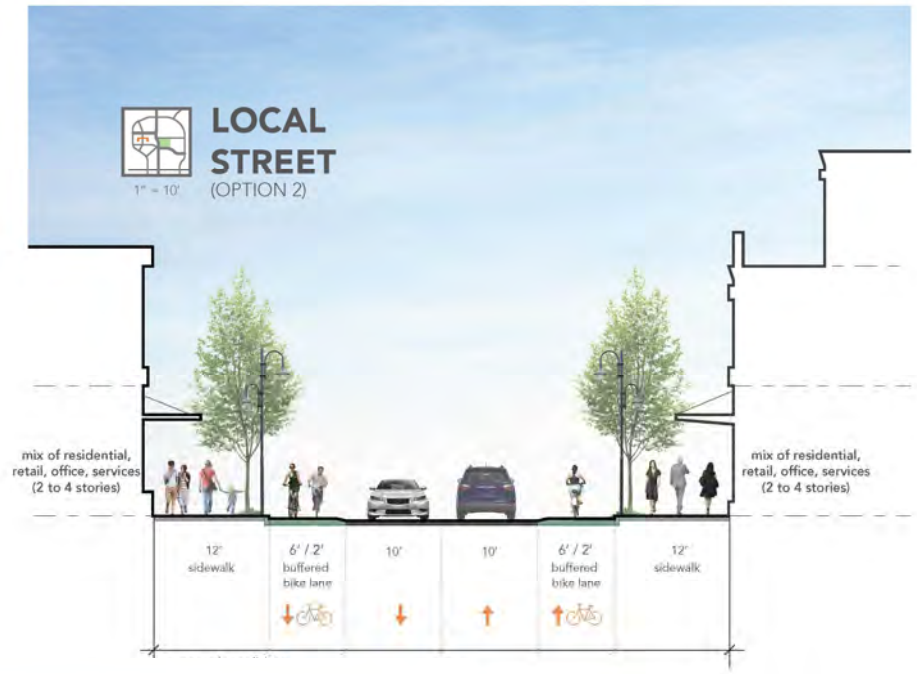 LOCAL
STREET
(OPTION 2)
1" = 10'
mix of residential,
retail, office, services
(2 to 4 stories)
mix of residential,
retail, office, services
(2 to 4 stories)
12'
sidewalk
6' / 2'
buffered
bike lane
10'
10'
6' / 2'
buffered
bike lane
12'
sidewalk